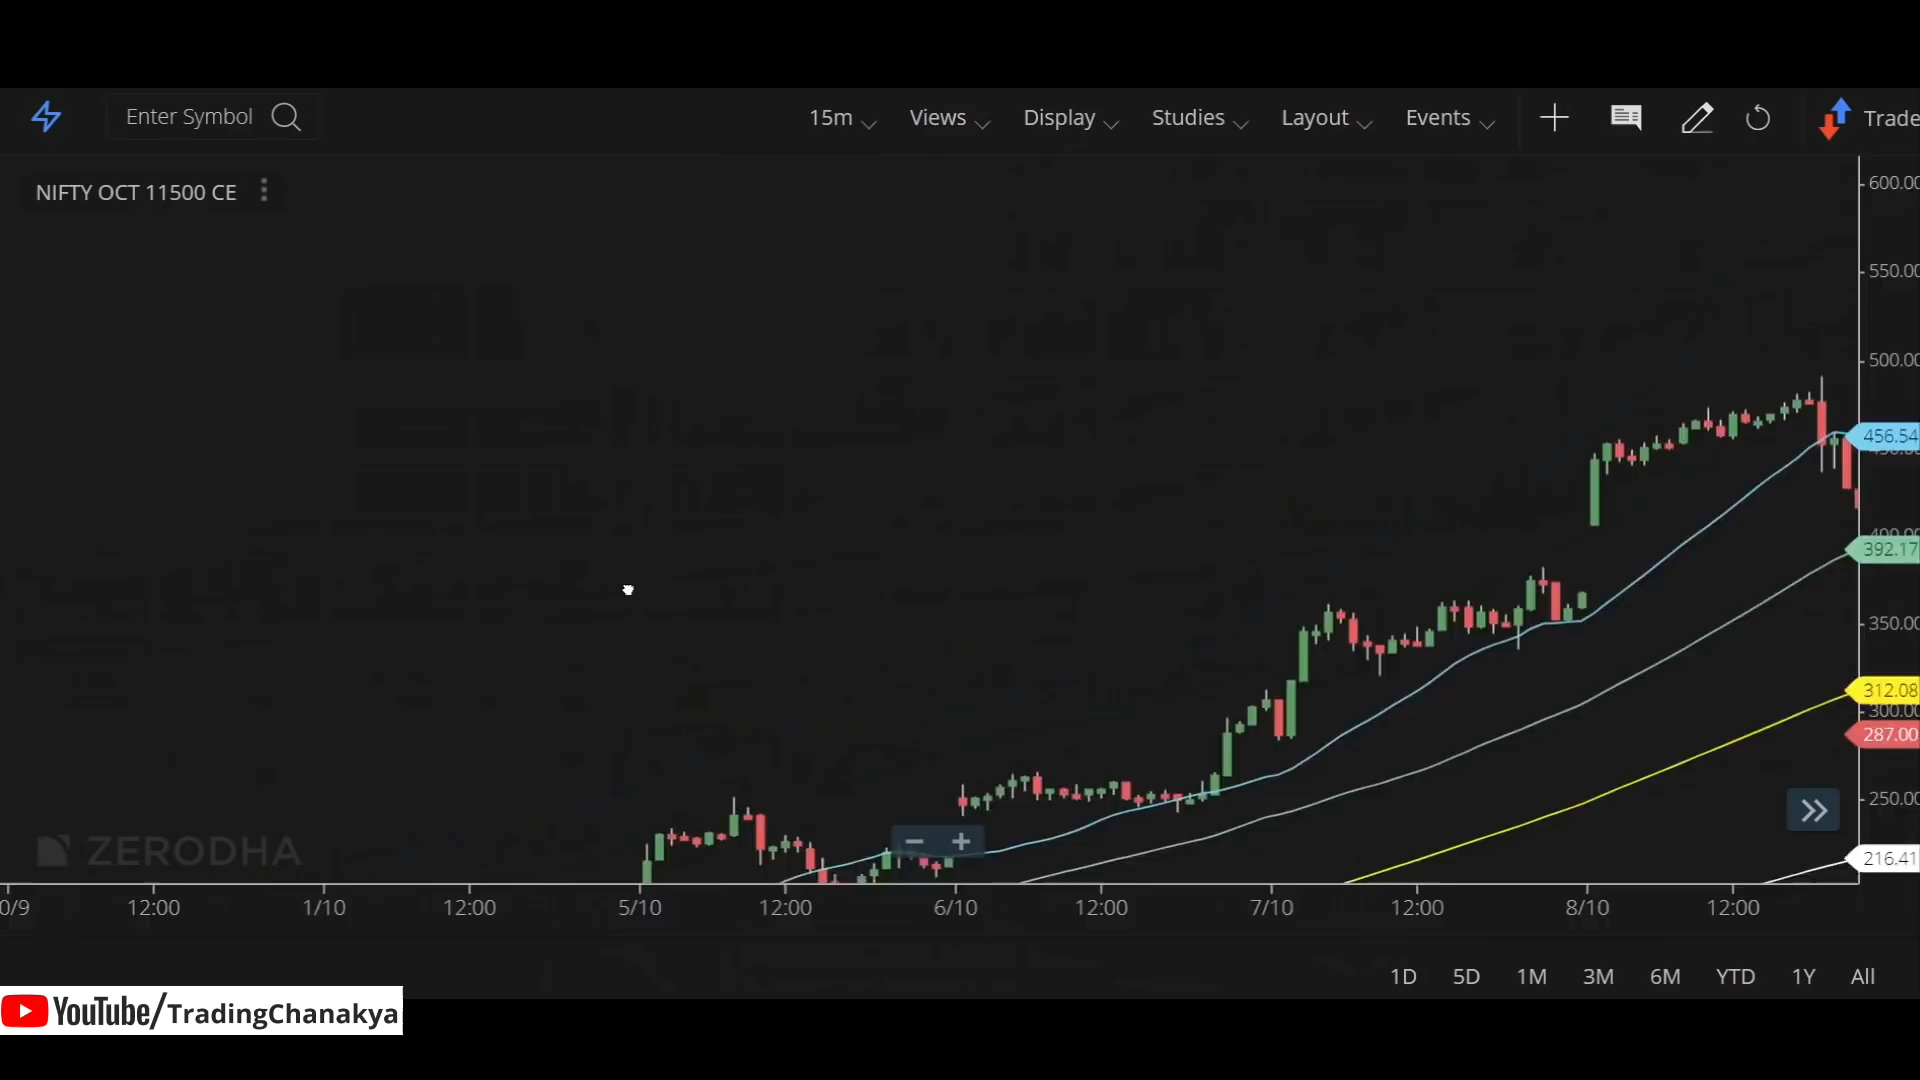 Enter Symbol 15m Views Display Studies Layout Events Trade
NIFTY OCT 11500 CE
600.00
550.00
500.00
456.54
392.17
350.00
312.08
300.00
287.00
250.00
216.41
ZERODHA
0/9 12:00 1/10 12:00 5/10 12:00 6/10 12:00 7/10 12:00 8/10 12:00
1D 5D 1M 3M 6M YTD 1Y All
YouTube/TradingChanakya